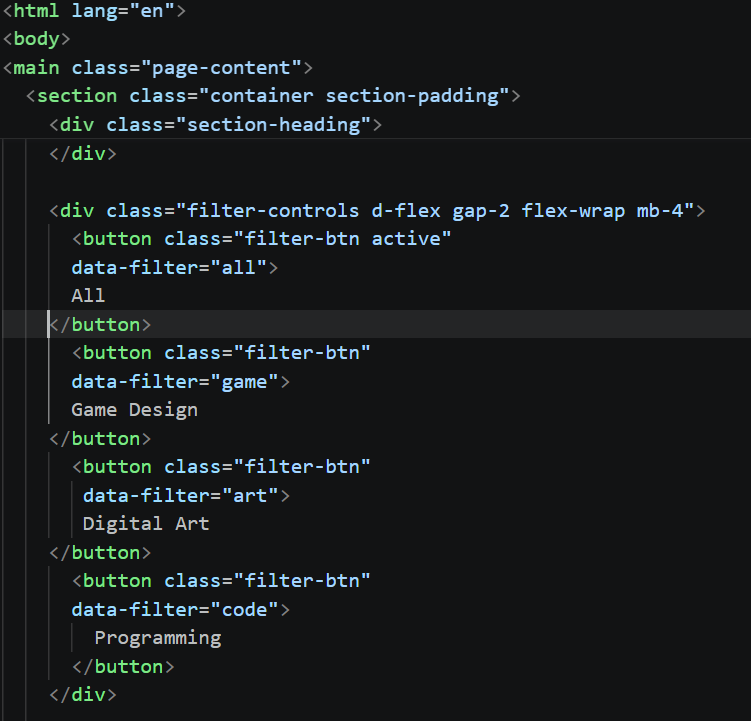 <html lang="en">
<body>
<main class="page-content">
<section class="container section-padding">
<div class="section-heading">
</div>
<div class="filter-controls d-flex gap-2 flex-wrap mb-4">
<button class="filter-btn active"
data-filter="all">
All
</button>
<button class="filter-btn"
data-filter="game">
Game Design
</button>
<button class="filter-btn"
data-filter="art">
Digital Art
</button>
<button class="filter-btn"
data-filter="code">
Programming
</button>
</div>